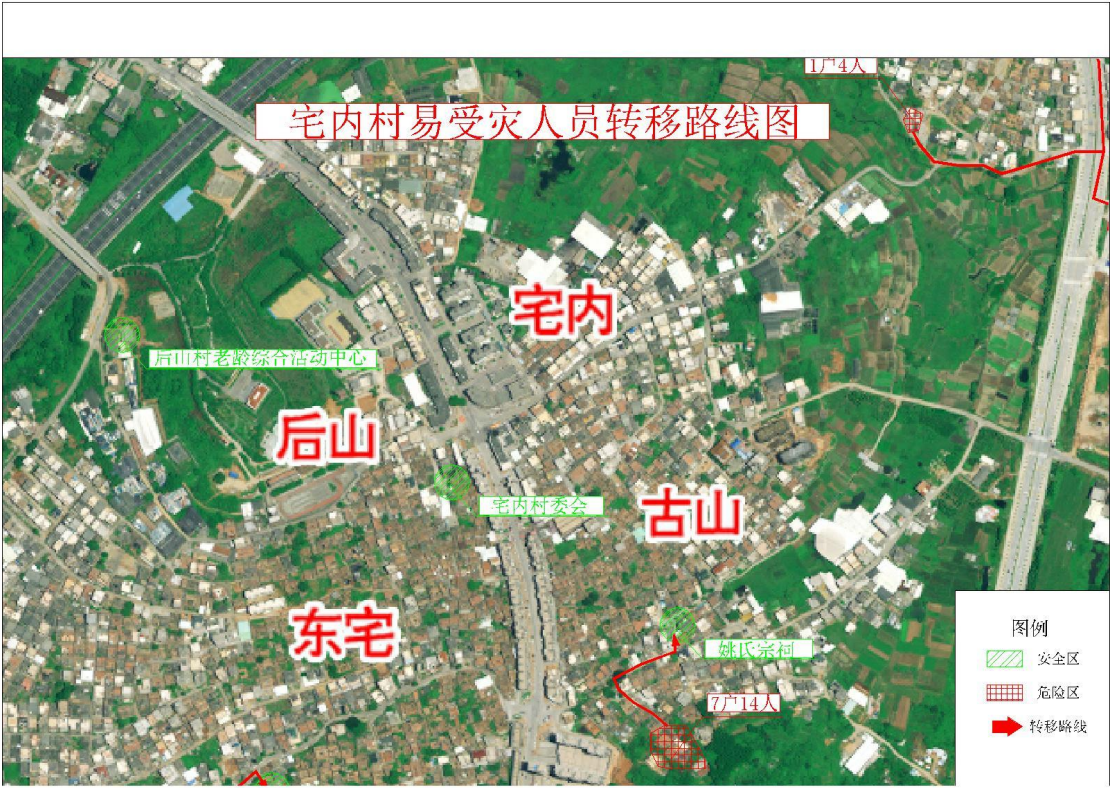 1户4人
宅内村易受灾人员转移路线图
宅内
后山村老龄综合活动中心
后山
宅内村委会
古山
东宅
姚氏宗祠
7户14人
图例
安全区
危险区
转移路线